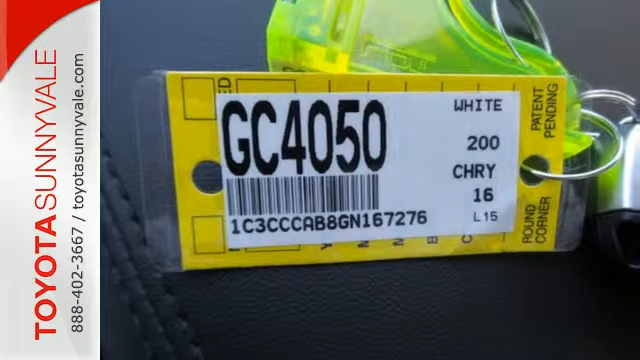 TOYOTA SUNNYVALE
888-402-3667 / toyotasunnyvale.com
GC4050
WHITE
200
CHRY
16
L15
1C3CCCAB8GN167276
PATENT
PENDING
ROUND
CORNER